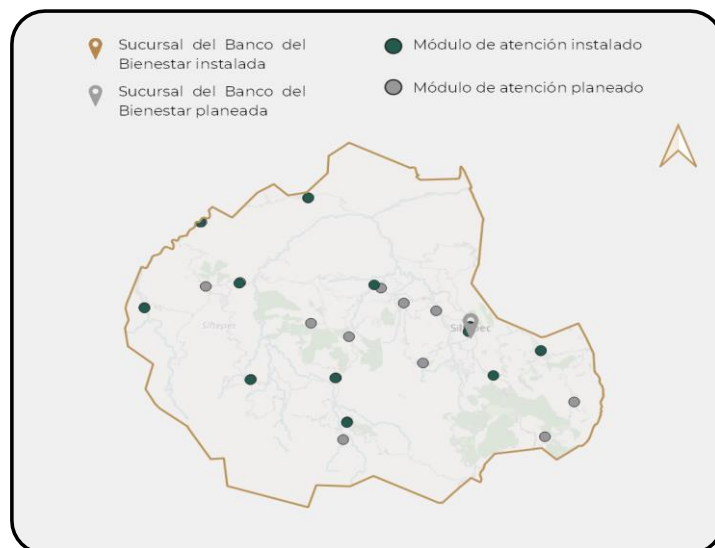 Sucursal del Banco del
Bienestar instalada
Sucursal del Banco del
Bienestar planeada
Módulo de atención instalado
Módulo de atención planeado